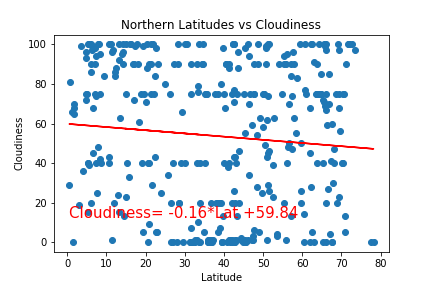 Northern Latitudes vs Cloudiness
100
80
60
40
20
0
Cloudiness
Cloudiness= -0.16*Lat +59.84
0 10 20 30 40 50 60 70 80
Latitude